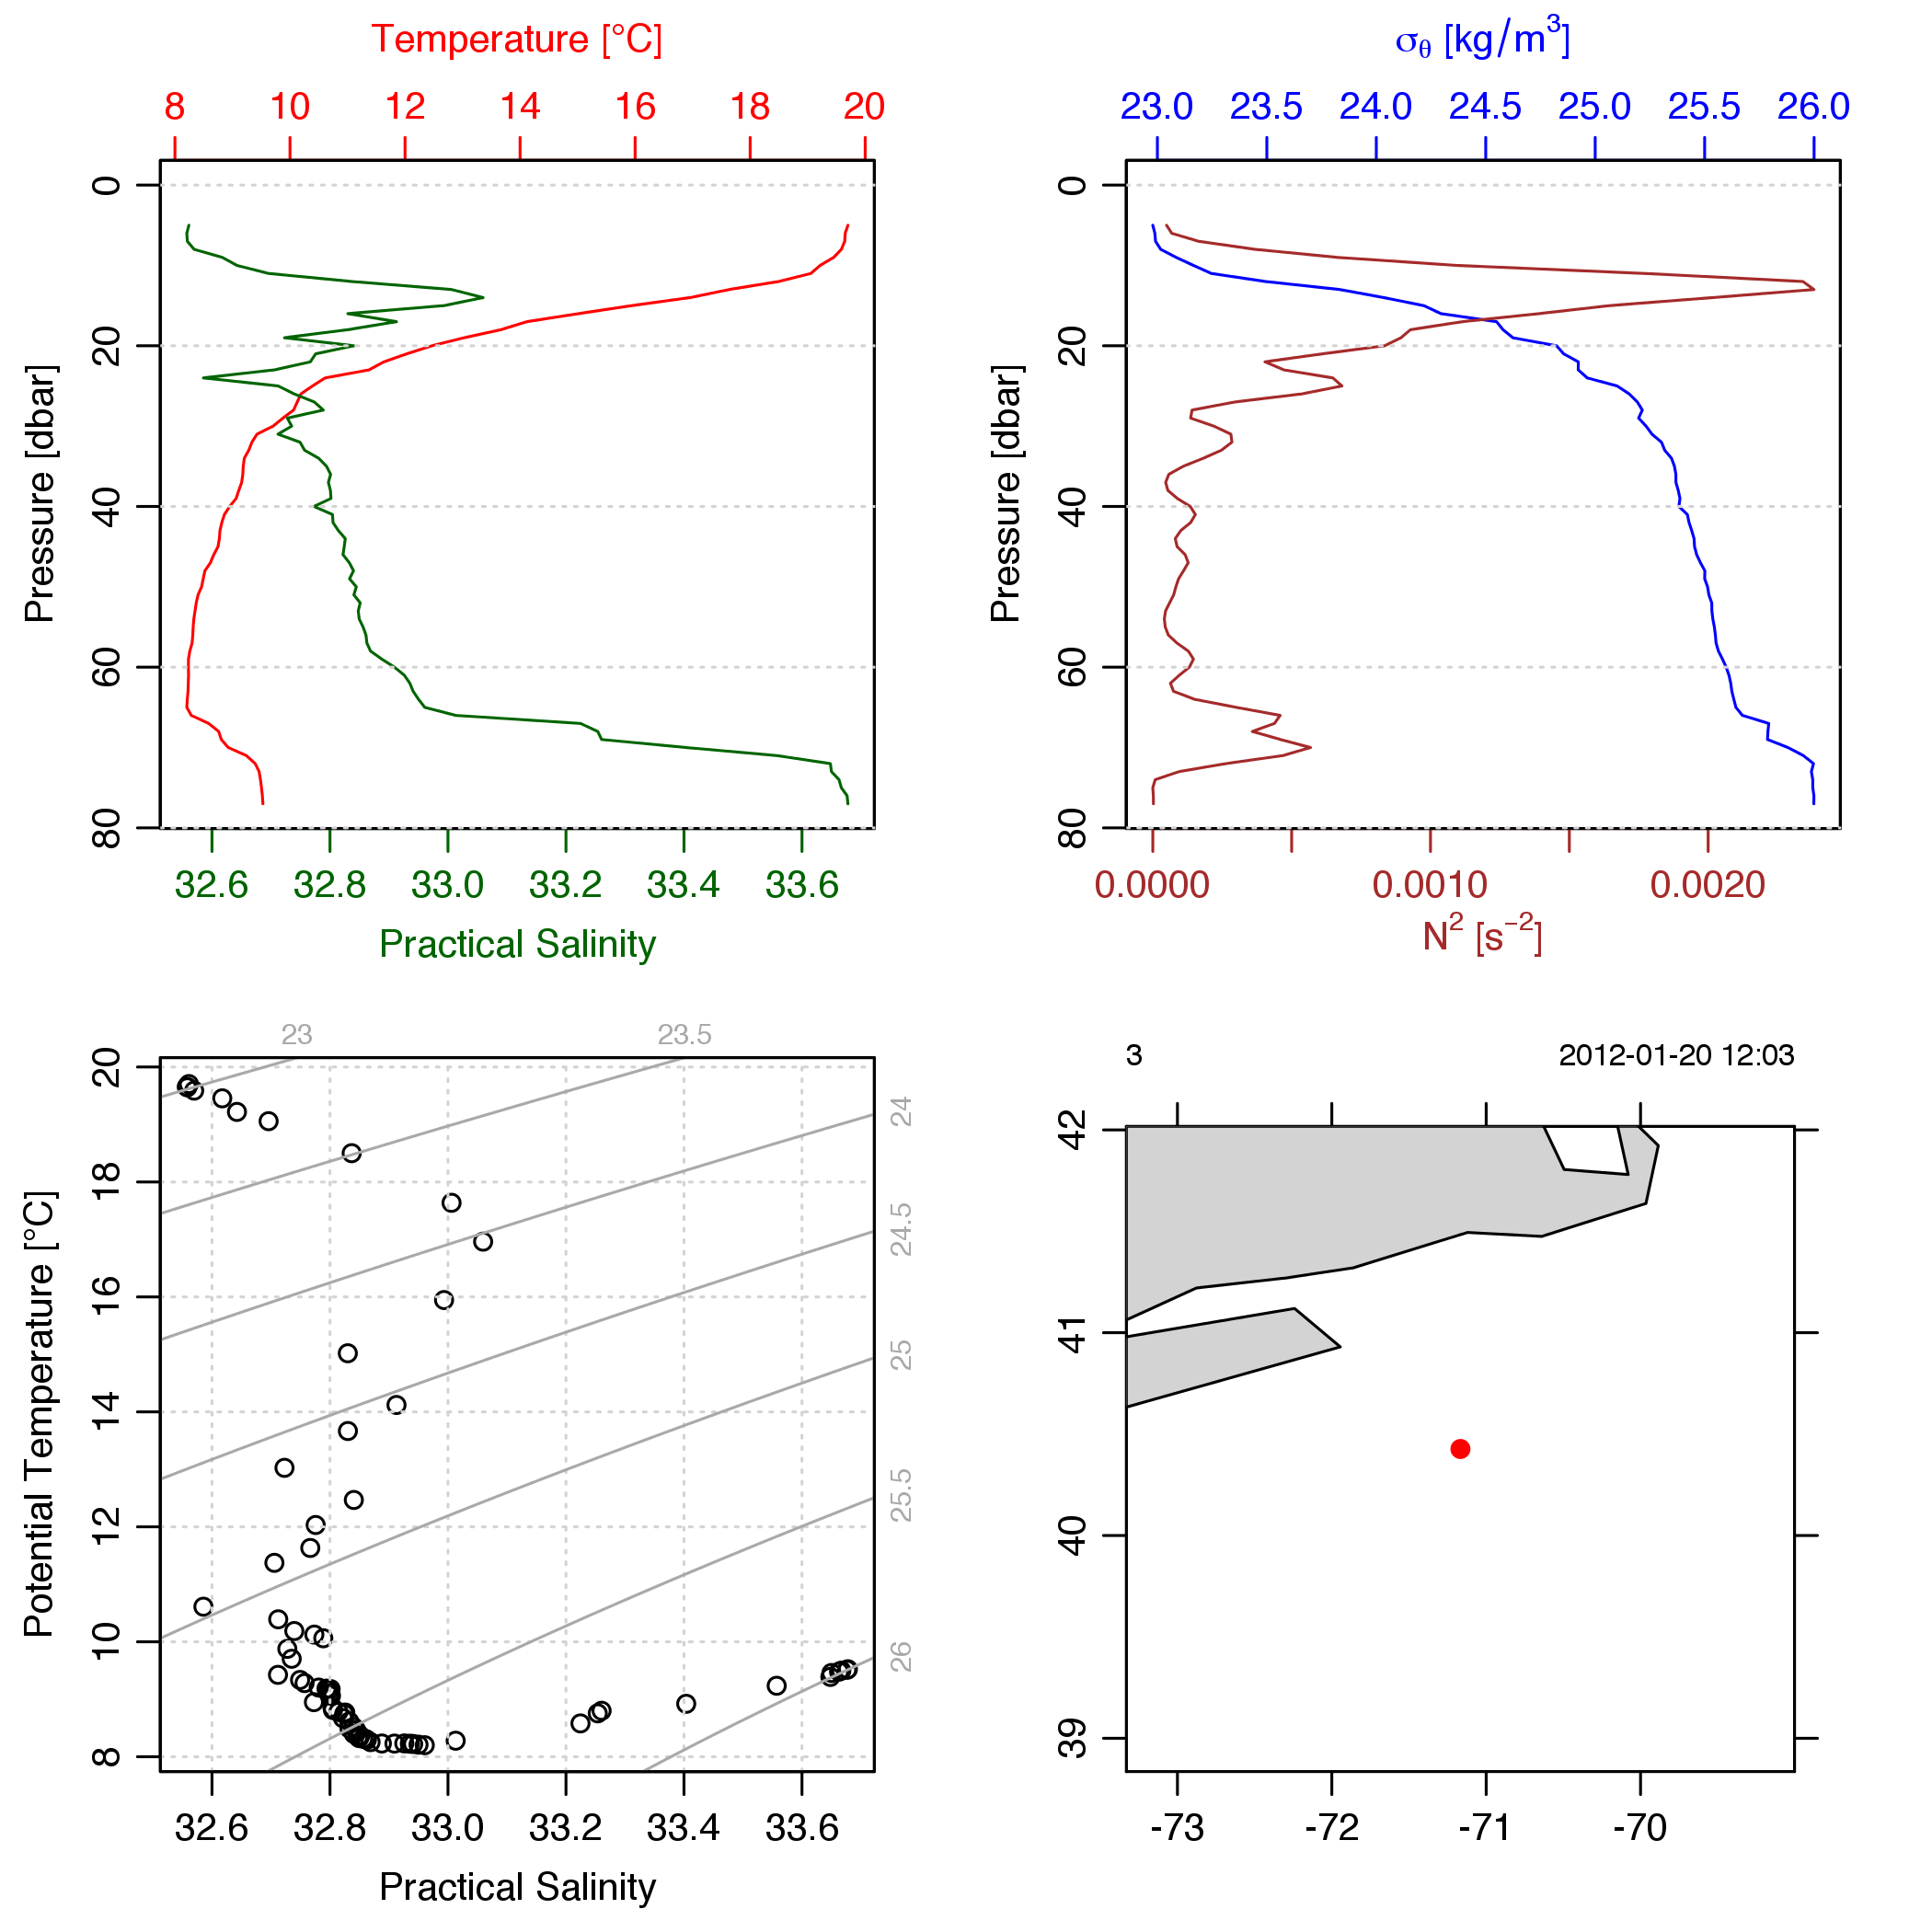 Temperature [°C]
8 10 12 14 16 18 20
Pressure [dbar]
0 20 40 60 80
32.6 32.8 33.0 33.2 33.4 33.6
Practical Salinity
σθ [kg/m³]
23.0 23.5 24.0 24.5 25.0 25.5 26.0
Pressure [dbar]
0 20 40 60 80
0.0000 0.0010 0.0020
N² [s⁻²]
23 23.5
24
24.5
25
25.5
26
Potential Temperature [°C]
20 18 16 14 12 10 8
32.6 32.8 33.0 33.2 33.4 33.6
Practical Salinity
3 2012-01-20 12:03
42
41
40
39
-73 -72 -71 -70